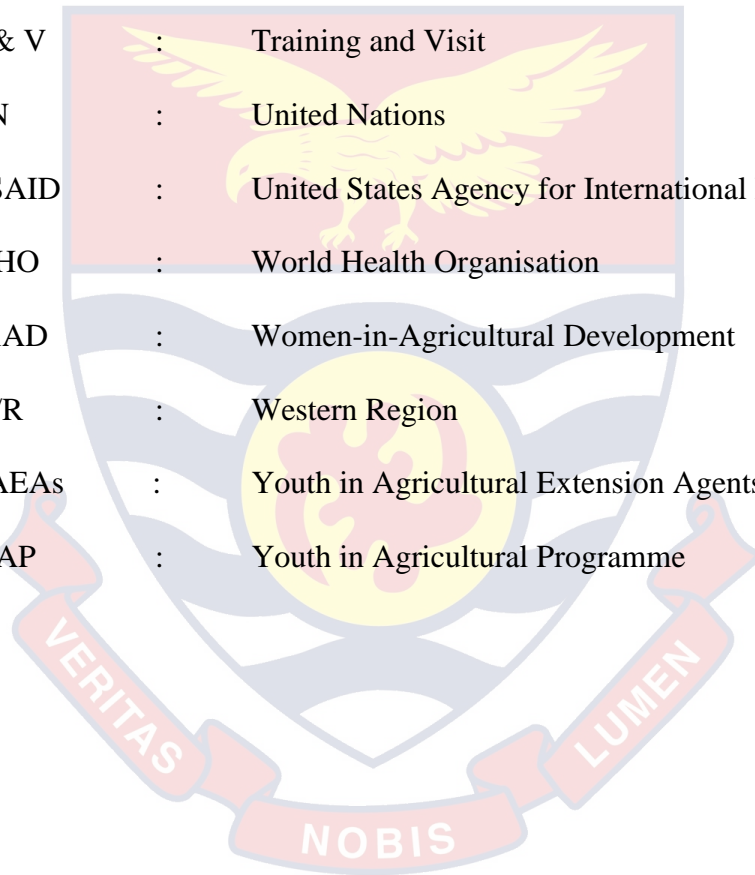 & V : Training and Visit
N : United Nations
SAID : United States Agency for International
HO : World Health Organisation
AD : Women-in-Agricultural Development
/R : Western Region
AEAs : Youth in Agricultural Extension Agents
AP : Youth in Agricultural Programme
VERITAS
NOBIS
LUMEN